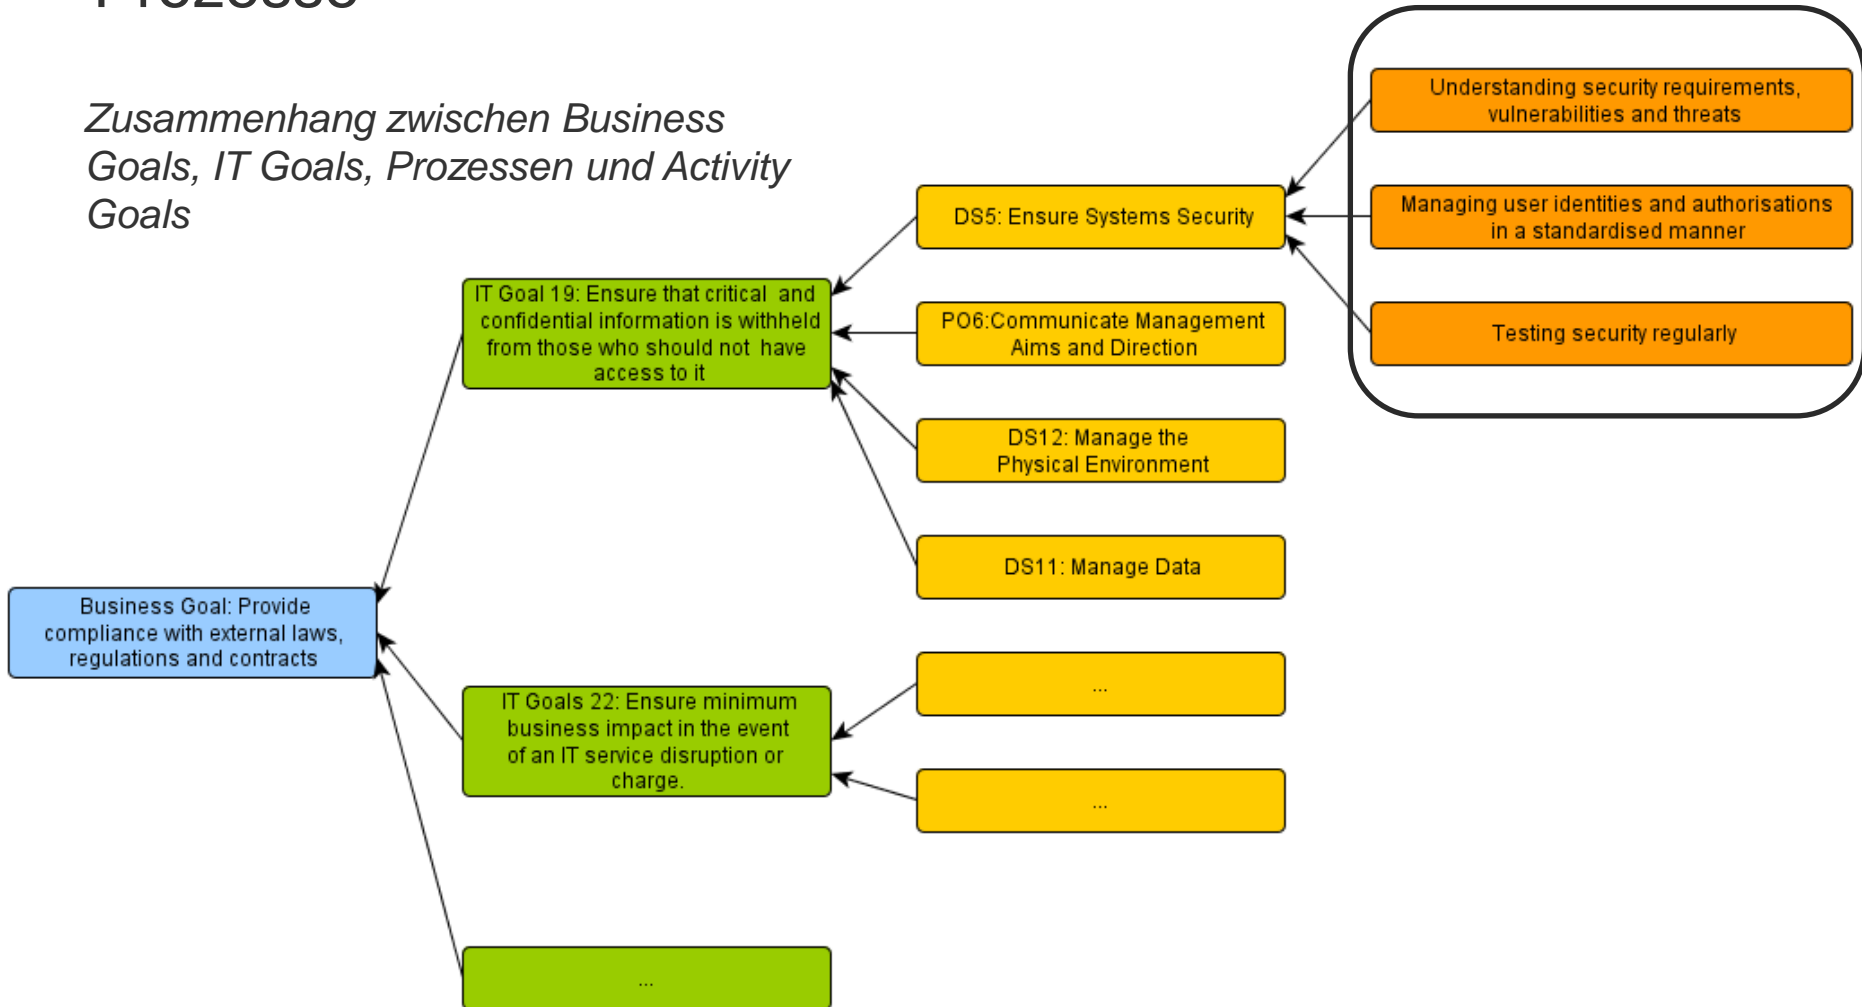 Prozesse
Zusammenhang zwischen Business
Goals, IT Goals, Prozessen und Activity
Goals
Understanding security requirements,
vulnerabilities and threats
Managing user identities and authorisations
in a standardised manner
Testing security regularly
DS5: Ensure Systems Security
PO6:Communicate Management
Aims and Direction
DS12: Manage the
Physical Environment
DS11: Manage Data
...
...
IT Goal 19: Ensure that critical and
confidential information is withheld
from those who should not have
access to it
IT Goals 22: Ensure minimum
business impact in the event
of an IT service disruption or
charge.
...
Business Goal: Provide
compliance with external laws,
regulations and contracts